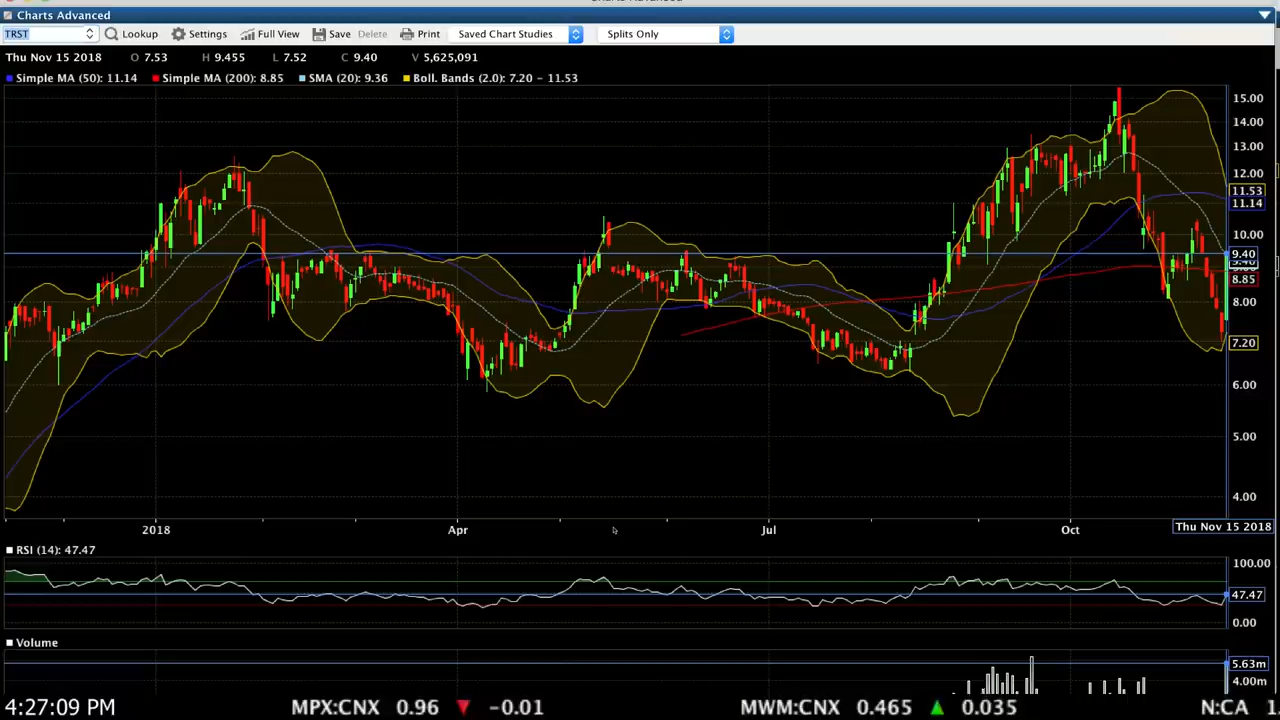 Charts Advanced
TRST Lookup Settings Full View Save Delete Print Saved Chart Studies Splits Only
Thu Nov 15 2018 O 7.53 H 9.455 L 7.52 C 9.40 V 5,625,091
Simple MA (50): 11.14 Simple MA (200): 8.85 SMA (20): 9.36 Boll. Bands (2.0): 7.20 - 11.53
15.00
14.00
13.00
12.00
11.53
11.14
10.00
9.40
8.85
8.00
7.20
6.00
5.00
4.00
2018 Apr Jul Oct Thu Nov 15 2018
RSI (14): 47.47
100.00
47.47
0.00
Volume
5.63m
4.00m
4:27:09 PM MPX:CNX 0.96 -0.01 MWM:CNX 0.465 0.035 N:CA